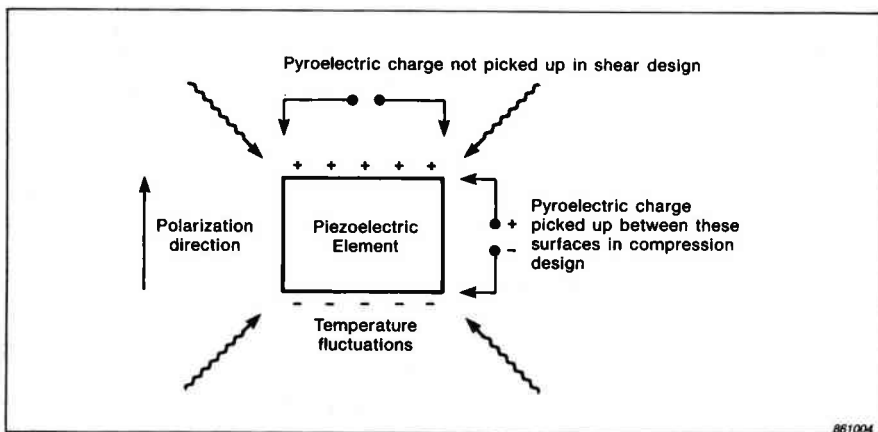 Pyroelectric charge not picked up in shear design
+ + + + +
Polarization
direction
Piezoelectric
Element
+
-
Pyroelectric charge
picked up between these
surfaces in compression
design
- - - - -
Temperature
fluctuations
861004